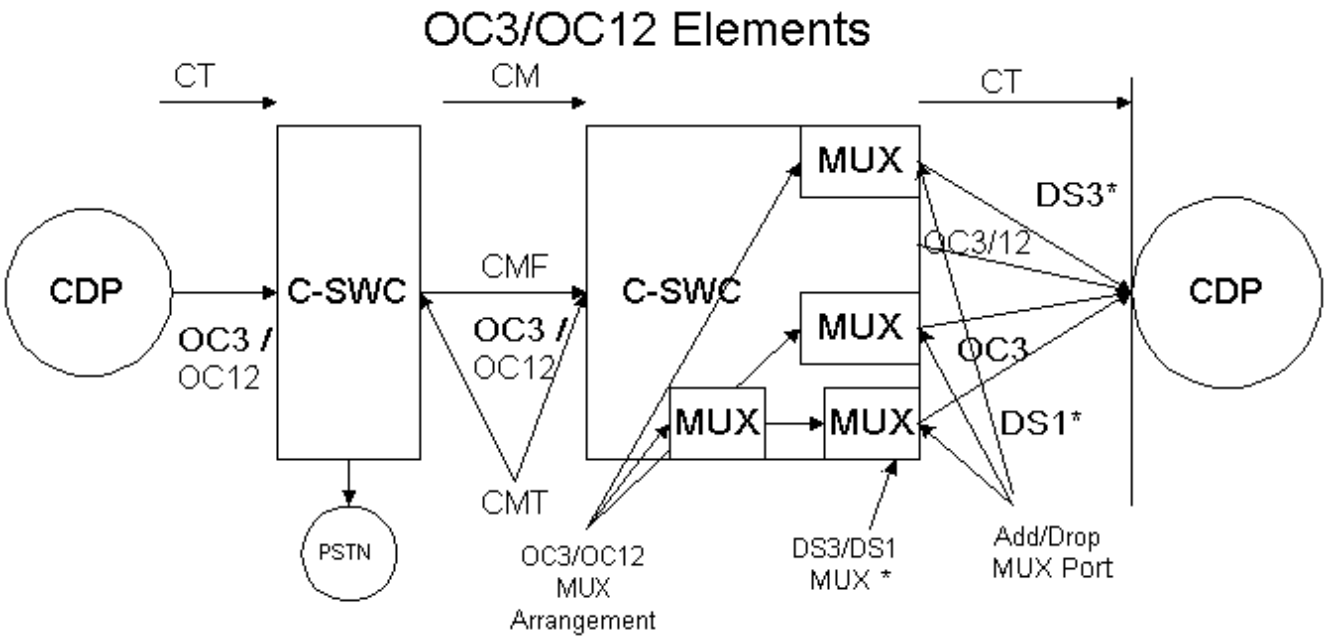 OC3/OC12 Elements
CT
CM
CT
MUX
DS3*
OC3/12
CDP
C-SWC
CMF
C-SWC
CDP
OC3 /
OC12
OC3 /
OC12
MUX
OC3
MUX
MUX
DS1*
CMT
PSTN
OC3/OC12
MUX
Arrangement
DS3/DS1
MUX *
Add/Drop
MUX Port